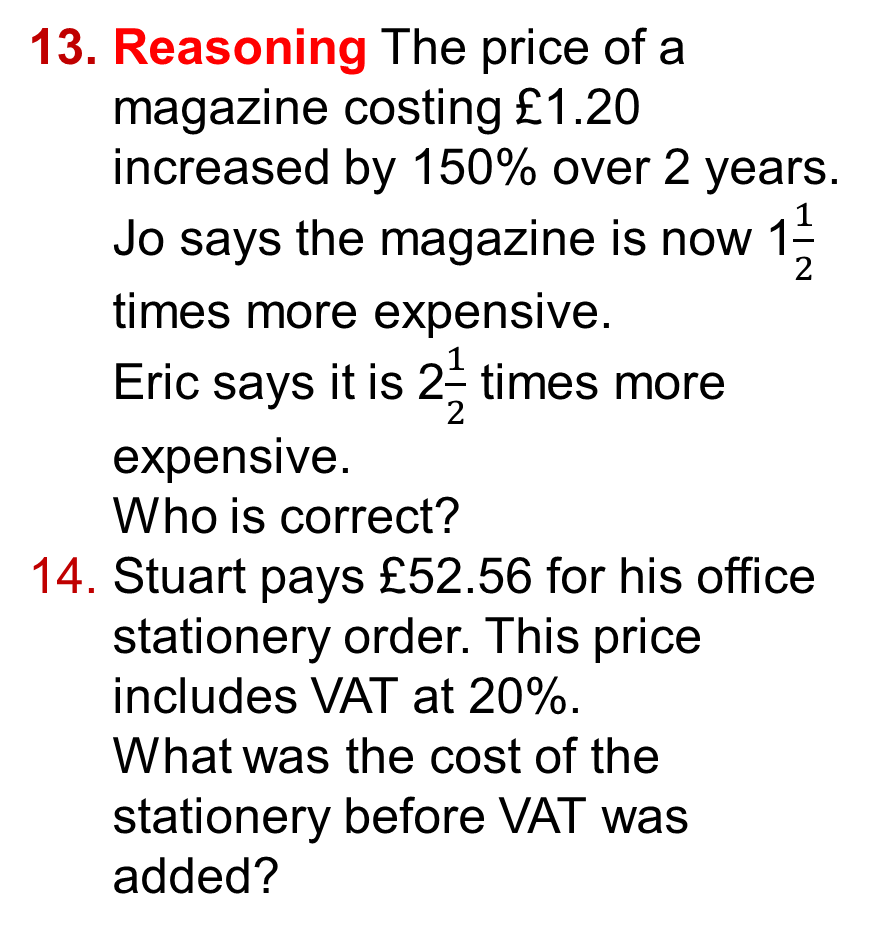 13. Reasoning The price of a
magazine costing £1.20
increased by 150% over 2 years.
Jo says the magazine is now 1 1/2
times more expensive.
Eric says it is 2 1/2 times more
expensive.
Who is correct?
14. Stuart pays £52.56 for his office
stationery order. This price
includes VAT at 20%.
What was the cost of the
stationery before VAT was
added?